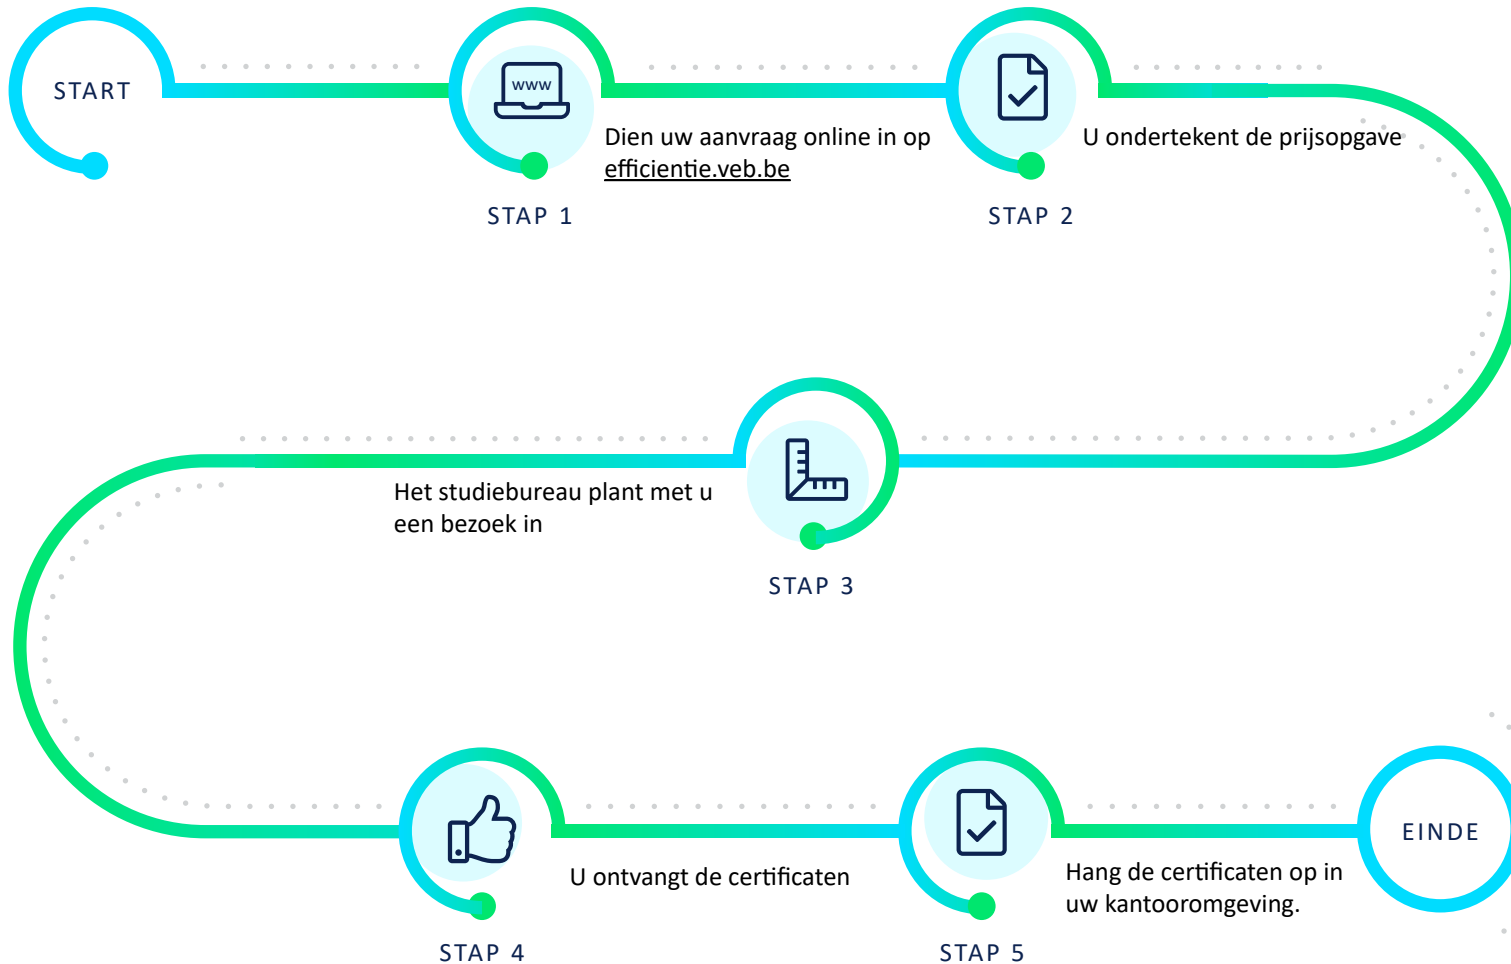 START
www
Dien uw aanvraag online in op
efficientie.veb.be
STAP 1
U ondertekent de prijsopgave
STAP 2
Het studiebureau plant met u
een bezoek in
STAP 3
U ontvangt de certificaten
STAP 4
Hang de certificaten op in
uw kantooromgeving.
STAP 5
EINDE